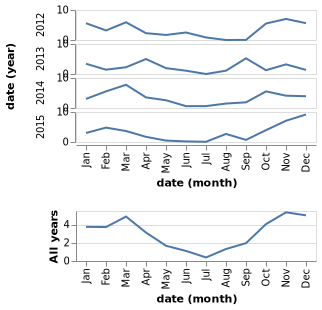 10
2012
0
10
2013
0
10
2014
0
10
2015
0
date (year)
Jan Feb Mar Apr May Jun Jul Aug Sep Oct Nov Dec
date (month)
4
2
0
All years
Jan Feb Mar Apr May Jun Jul Aug Sep Oct Nov Dec
date (month)